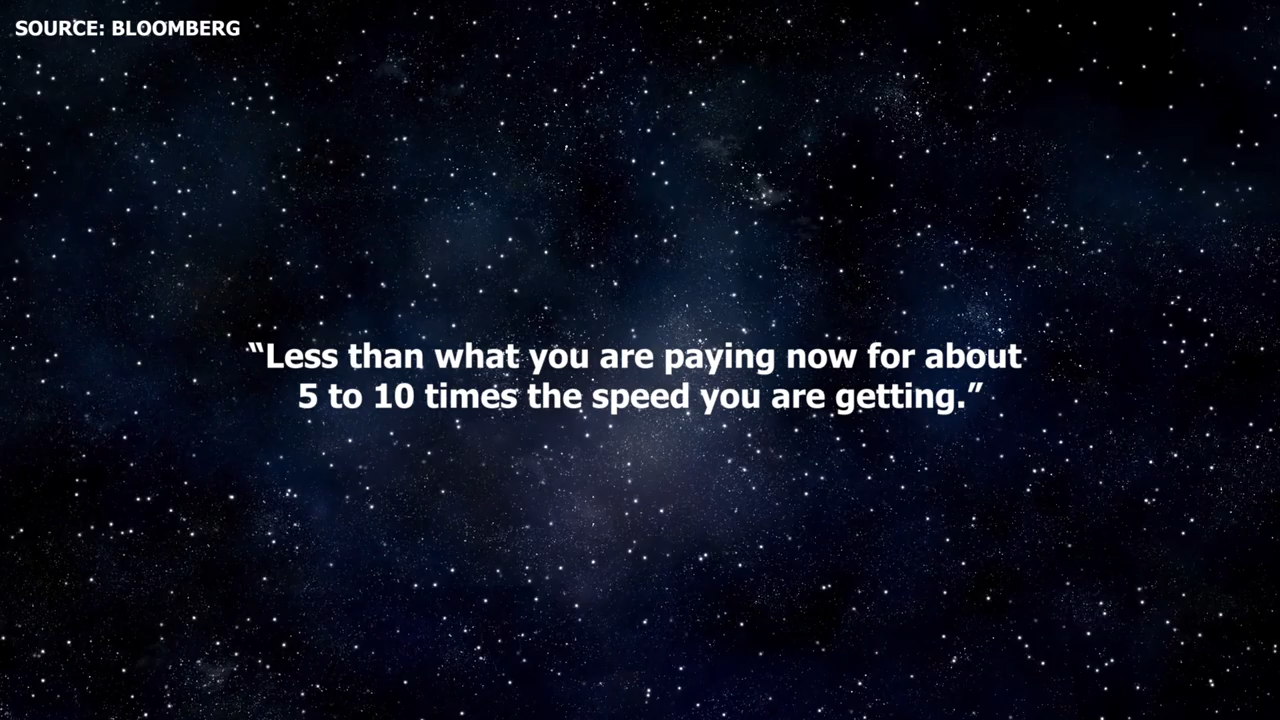 SOURCE: BLOOMBERG
“Less than what you are paying now for about
5 to 10 times the speed you are getting.”